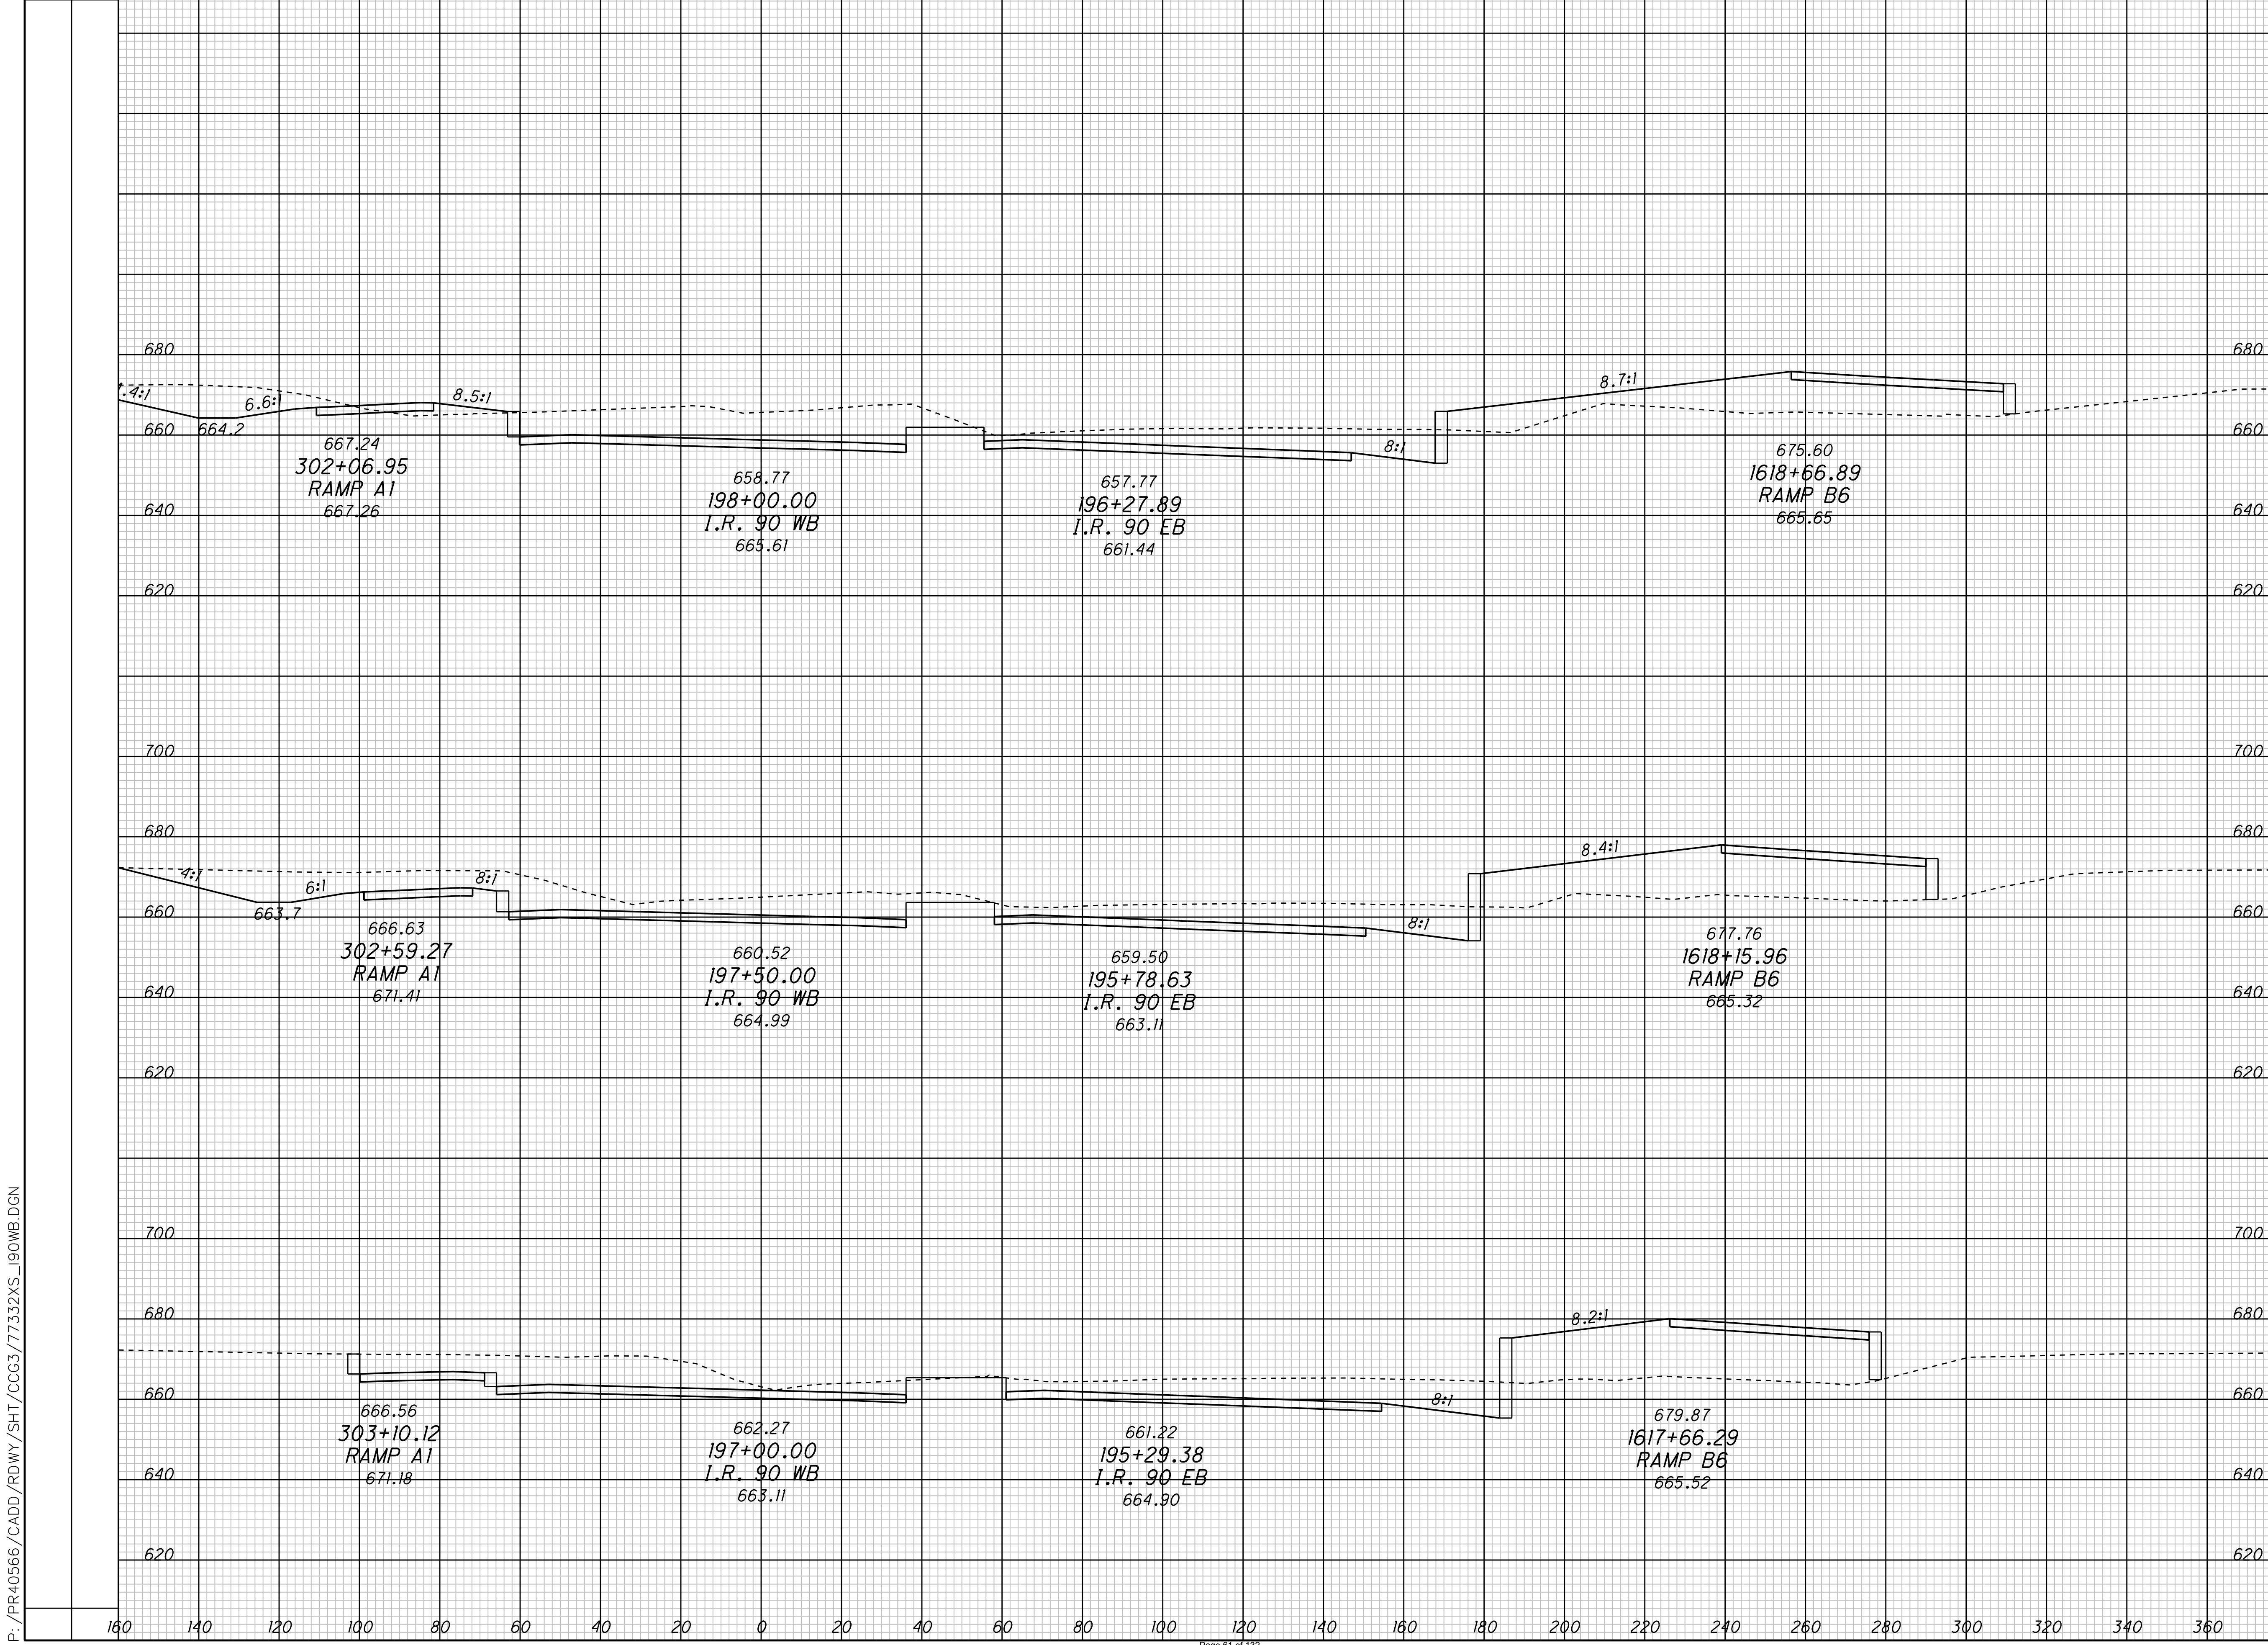 680 680
.4:1 6.6:1 8.5:1 8:1 8.7:1
660 664.2 660
667.24
302+06.95
RAMP A1
667.26
658.77
198+00.00
I.R. 90 WB
665.61
657.77
196+27.89
I.R. 90 EB
661.44
675.60
1618+66.89
RAMP B6
665.65
640 640
620 620
700 700
680 680
4:1 6:1 8:1 8:1 8.4:1
660 663.7 660
666.63
302+59.27
RAMP A1
671.41
660.52
197+50.00
I.R. 90 WB
664.99
659.50
195+78.63
I.R. 90 EB
663.11
677.76
1618+15.96
RAMP B6
665.32
640 640
620 620
700 700
680 680
8:1 8.2:1
660 660
666.56
303+10.12
RAMP A1
671.18
662.27
197+00.00
I.R. 90 WB
663.11
661.22
195+29.38
I.R. 90 EB
664.90
679.87
1617+66.29
RAMP B6
665.52
640 640
620 620
160 140 120 100 80 60 40 20 0 20 40 60 80 100 120 140 160 180 200 220 240 260 280 300 320 340 360
Page 61 of 132
P:/PR40566/CADD/RDWY/SHT/CCG3/77332XS_I90WB.DGN